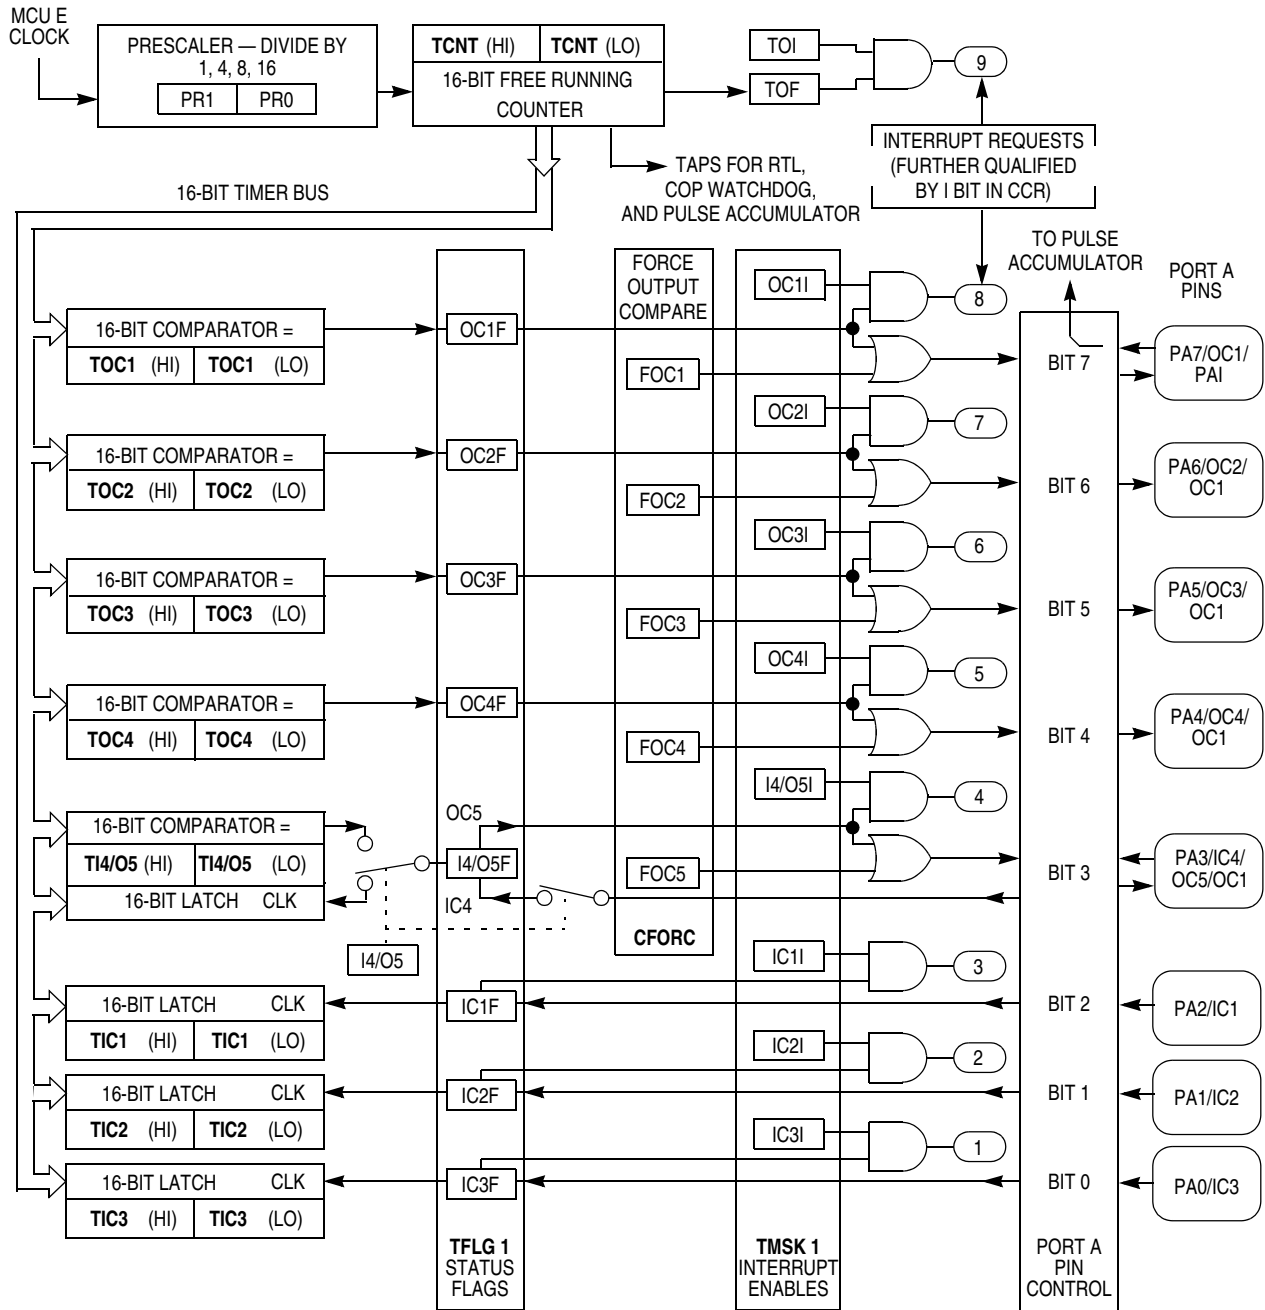 MCU E
CLOCK
PRESCALER — DIVIDE BY
1, 4, 8, 16
PR1 PR0
TCNT (HI) TCNT (LO)
16-BIT FREE RUNNING
COUNTER
TOI
TOF
9
INTERRUPT REQUESTS
(FURTHER QUALIFIED
BY I BIT IN CCR)
TAPS FOR RTL,
COP WATCHDOG,
AND PULSE ACCUMULATOR
16-BIT TIMER BUS
TO PULSE
ACCUMULATOR
PORT A
PINS
FORCE
OUTPUT
COMPARE
OC1I
8
16-BIT COMPARATOR =
TOC1 (HI) TOC1 (LO)
OC1F
FOC1
BIT 7
PA7/OC1/
PAI
OC2I
7
16-BIT COMPARATOR =
TOC2 (HI) TOC2 (LO)
OC2F
FOC2
BIT 6
PA6/OC2/
OC1
OC3I
6
16-BIT COMPARATOR =
TOC3 (HI) TOC3 (LO)
OC3F
FOC3
BIT 5
PA5/OC3/
OC1
OC4I
5
16-BIT COMPARATOR =
TOC4 (HI) TOC4 (LO)
OC4F
FOC4
BIT 4
PA4/OC4/
OC1
I4/O5I
4
16-BIT COMPARATOR =
TI4/O5 (HI) TI4/O5 (LO)
16-BIT LATCH CLK
OC5
I4/O5F
IC4
FOC5
BIT 3
PA3/IC4/
OC5/OC1
CFORC
I4/O5
IC1I
3
16-BIT LATCH CLK
TIC1 (HI) TIC1 (LO)
IC1F
BIT 2
PA2/IC1
IC2I
2
16-BIT LATCH CLK
TIC2 (HI) TIC2 (LO)
IC2F
BIT 1
PA1/IC2
IC3I
1
16-BIT LATCH CLK
TIC3 (HI) TIC3 (LO)
IC3F
BIT 0
PA0/IC3
TFLG 1
STATUS
FLAGS
TMSK 1
INTERRUPT
ENABLES
PORT A
PIN
CONTROL